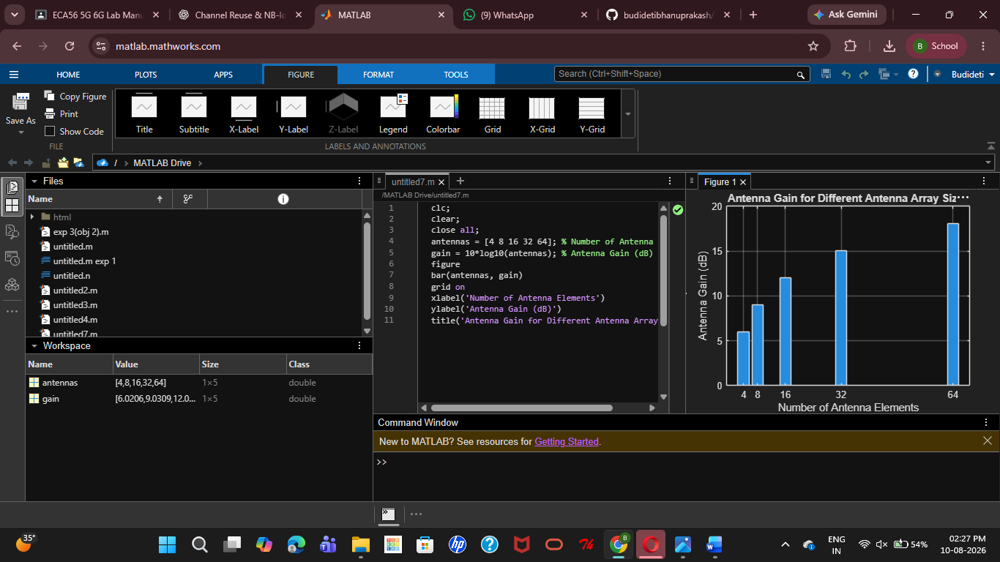 ECA56 5G 6G Lab Manu
Channel Reuse & NB-Io
MATLAB
(9) WhatsApp
budidetibhanuprakash/
Ask Gemini
matlab.mathworks.com
B School
HOME PLOTS APPS FIGURE FORMAT TOOLS
Search (Ctrl+Shift+Space)
Budideti
Save As
Copy Figure
Print
Show Code
FILE
Title Subtitle X-Label Y-Label Z-Label Legend Colorbar Grid X-Grid Y-Grid
LABELS AND ANNOTATIONS
/ > MATLAB Drive >
Files
Name
html
exp 3(obj 2).m
untitled.m
untitled.m exp 1
untitled.n
untitled2.m
untitled3.m
untitled4.m
untitled7.m
Workspace
Name Value Size Class
antennas [4,8,16,32,64] 1×5 double
gain [6.0206,9.0309,12.0... 1×5 double
untitled7.m
/MATLAB Drive/untitled7.m
1 clc;
2 clear;
3 close all;
4 antennas = [4 8 16 32 64]; % Number of Antenna
5 gain = 10*log10(antennas); % Antenna Gain (dB)
6 figure
7 bar(antennas, gain)
8 grid on
9 xlabel('Number of Antenna Elements')
10 ylabel('Antenna Gain (dB)')
11 title('Antenna Gain for Different Antenna Array
Figure 1
Antenna Gain for Different Antenna Array Siz...
Antenna Gain (dB)
20
15
10
5
0
4 8 16 32 64
Number of Antenna Elements
Command Window
New to MATLAB? See resources for Getting Started.
>>
35°
hp
B
W
ENG
IN
54%
02:27 PM
10-08-2026